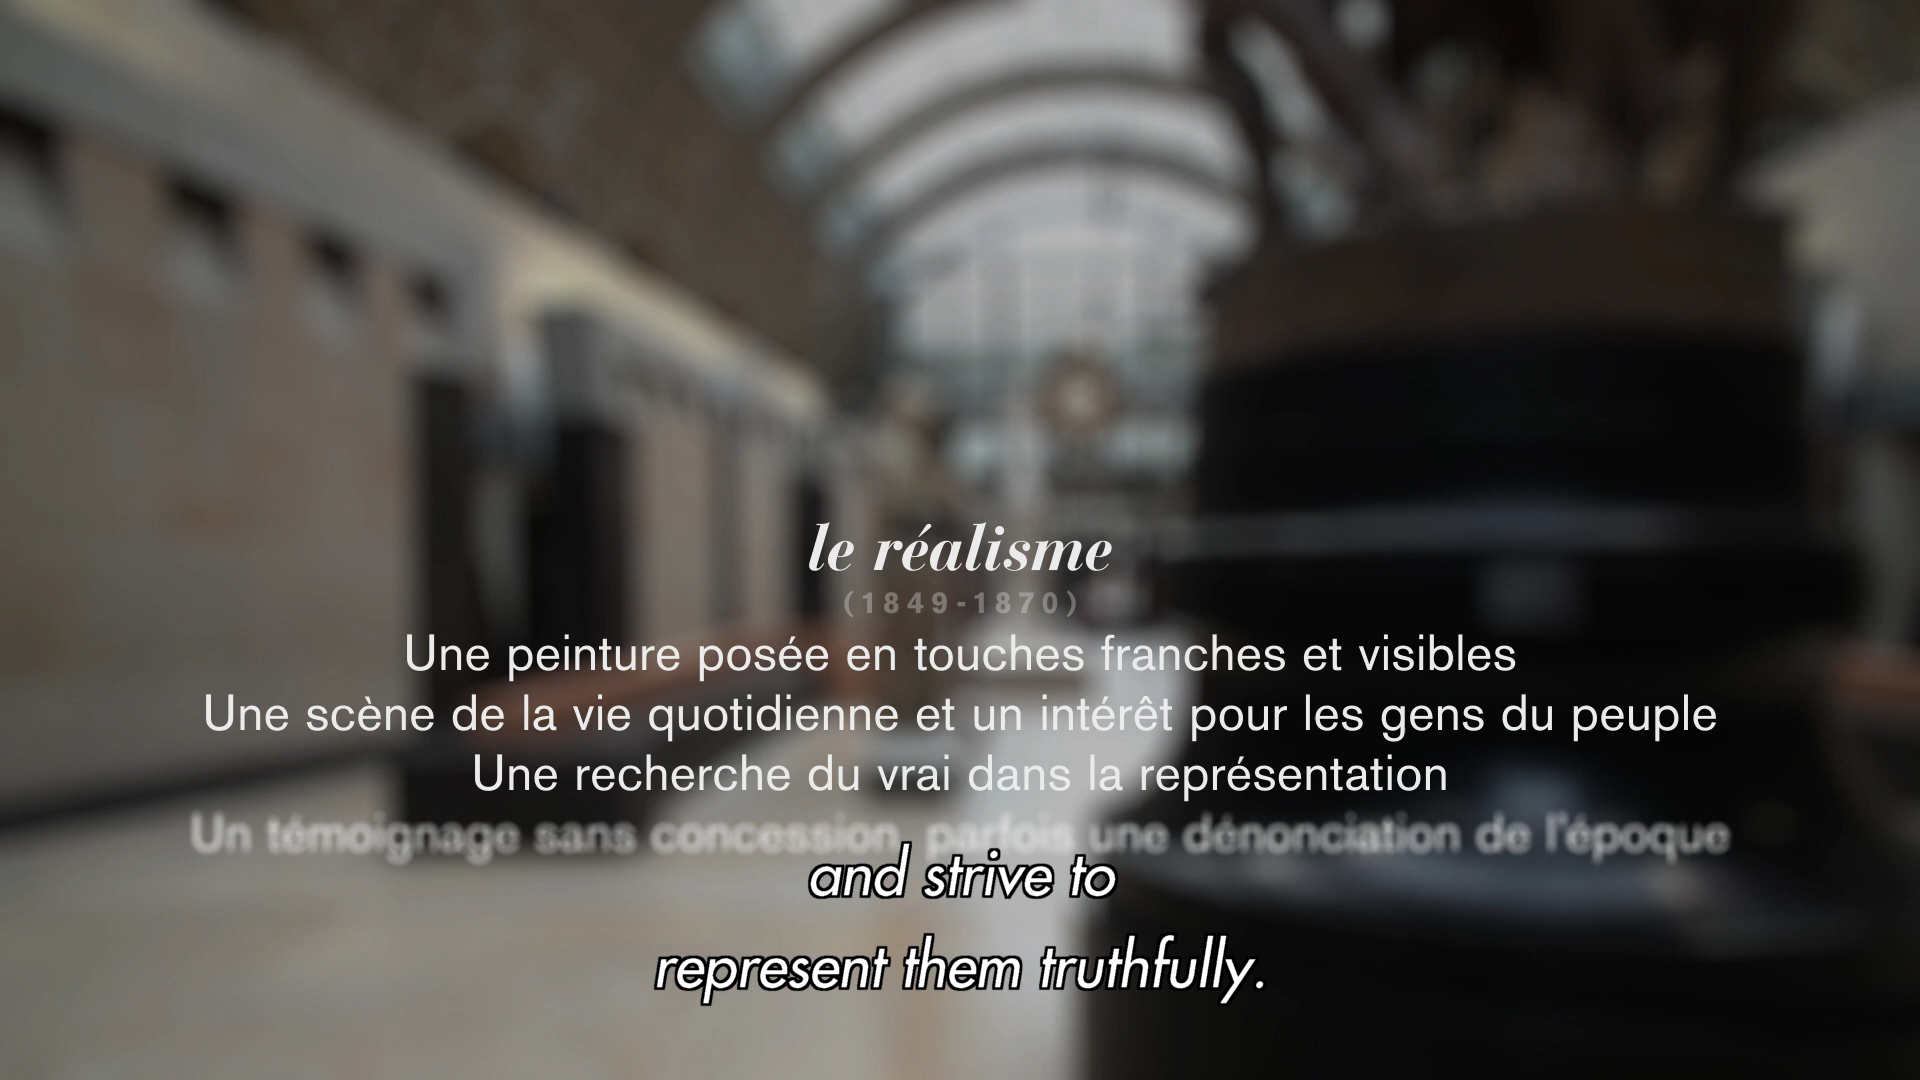 le réalisme
(1849-1870)
Une peinture posée en touches franches et visibles
Une scène de la vie quotidienne et un intérêt pour les gens du peuple
Une recherche du vrai dans la représentation
Un témoignage sans concession, parfois une dénonciation de l'époque
and strive to
represent them truthfully.